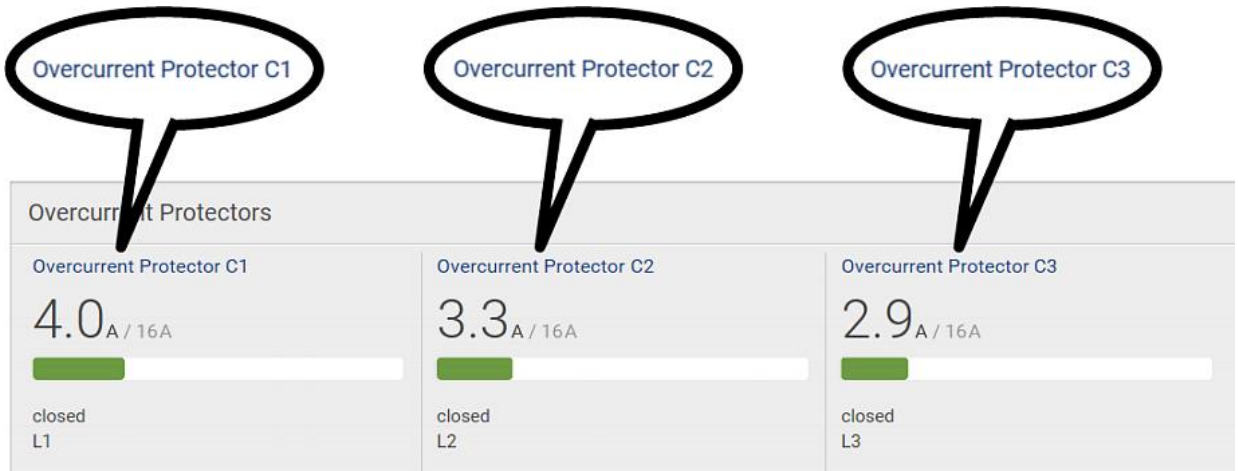 Overcurrent Protector C1
Overcurrent Protector C2
Overcurrent Protector C3
Overcurrent Protectors
Overcurrent Protector C1
4.0A / 16A
closed
L1
Overcurrent Protector C2
3.3A / 16A
closed
L2
Overcurrent Protector C3
2.9A / 16A
closed
L3